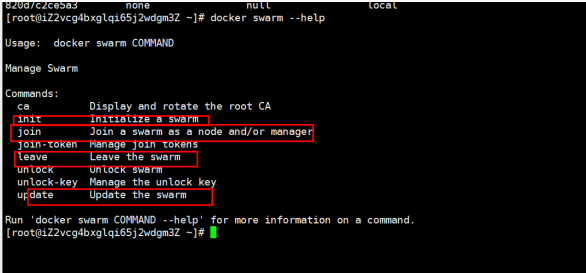 820d7c2ce5a3 none null local
[root@iZ2vcg4bxglqi65j2wdgm3Z ~]# docker swarm --help
Usage: docker swarm COMMAND
Manage Swarm
Commands:
ca Display and rotate the root CA
init Initialize a swarm
join Join a swarm as a node and/or manager
join-token Manage join tokens
leave Leave the swarm
unlock Unlock swarm
unlock-key Manage the unlock key
update Update the swarm
Run 'docker swarm COMMAND --help' for more information on a command.
[root@iZ2vcg4bxglqi65j2wdgm3Z ~]#